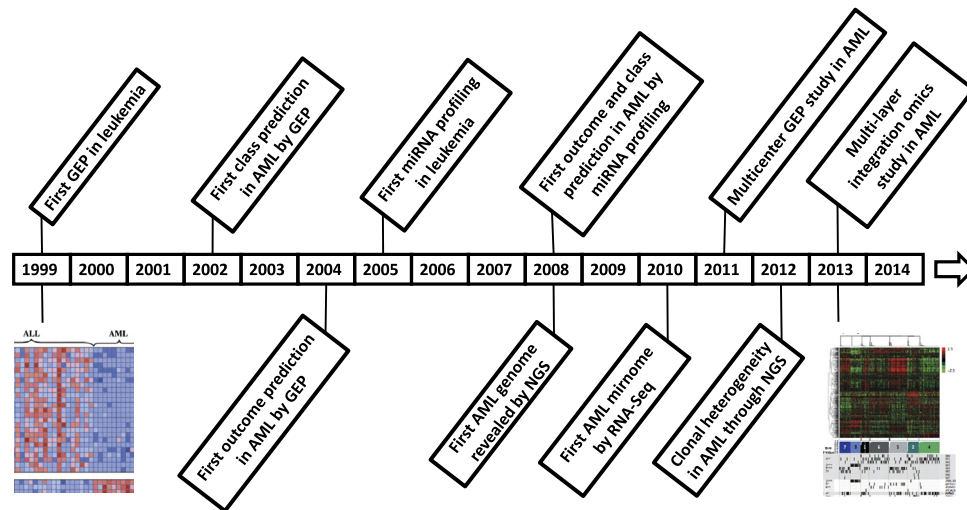 First GEP in leukemia
First class prediction
in AML by GEP
First miRNA profiling
in leukemia
First outcome and class
prediction in AML by
miRNA profiling
Multicenter GEP study in AML
Multi-layer
integration omics
study in AML
1999 2000 2001 2002 2003 2004 2005 2006 2007 2008 2009 2010 2011 2012 2013 2014
ALL AML
First outcome prediction
in AML by GEP
First AML genome
revealed by NGS
First AML mirnome
by RNA-Seq
Clonal heterogeneity
in AML through NGS